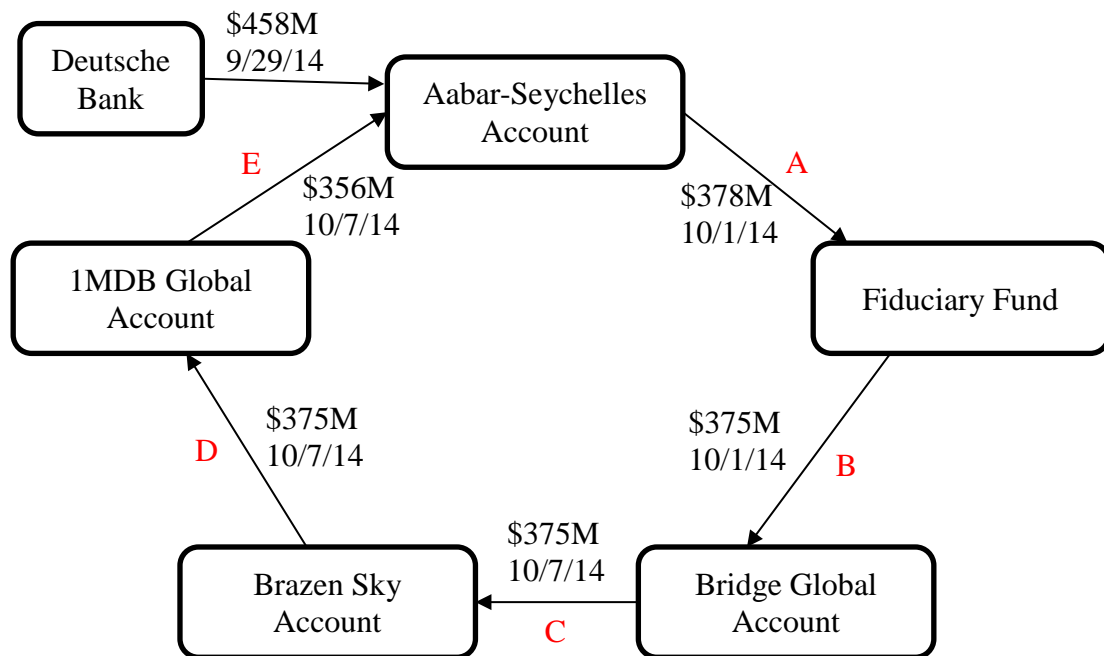 $458M
9/29/14
Deutsche
Bank
Aabar-Seychelles
Account
E
A
$356M
10/7/14
$378M
10/1/14
1MDB Global
Account
Fiduciary Fund
$375M
10/7/14
D
$375M
10/1/14
B
$375M
10/7/14
Brazen Sky
Account
C
Bridge Global
Account